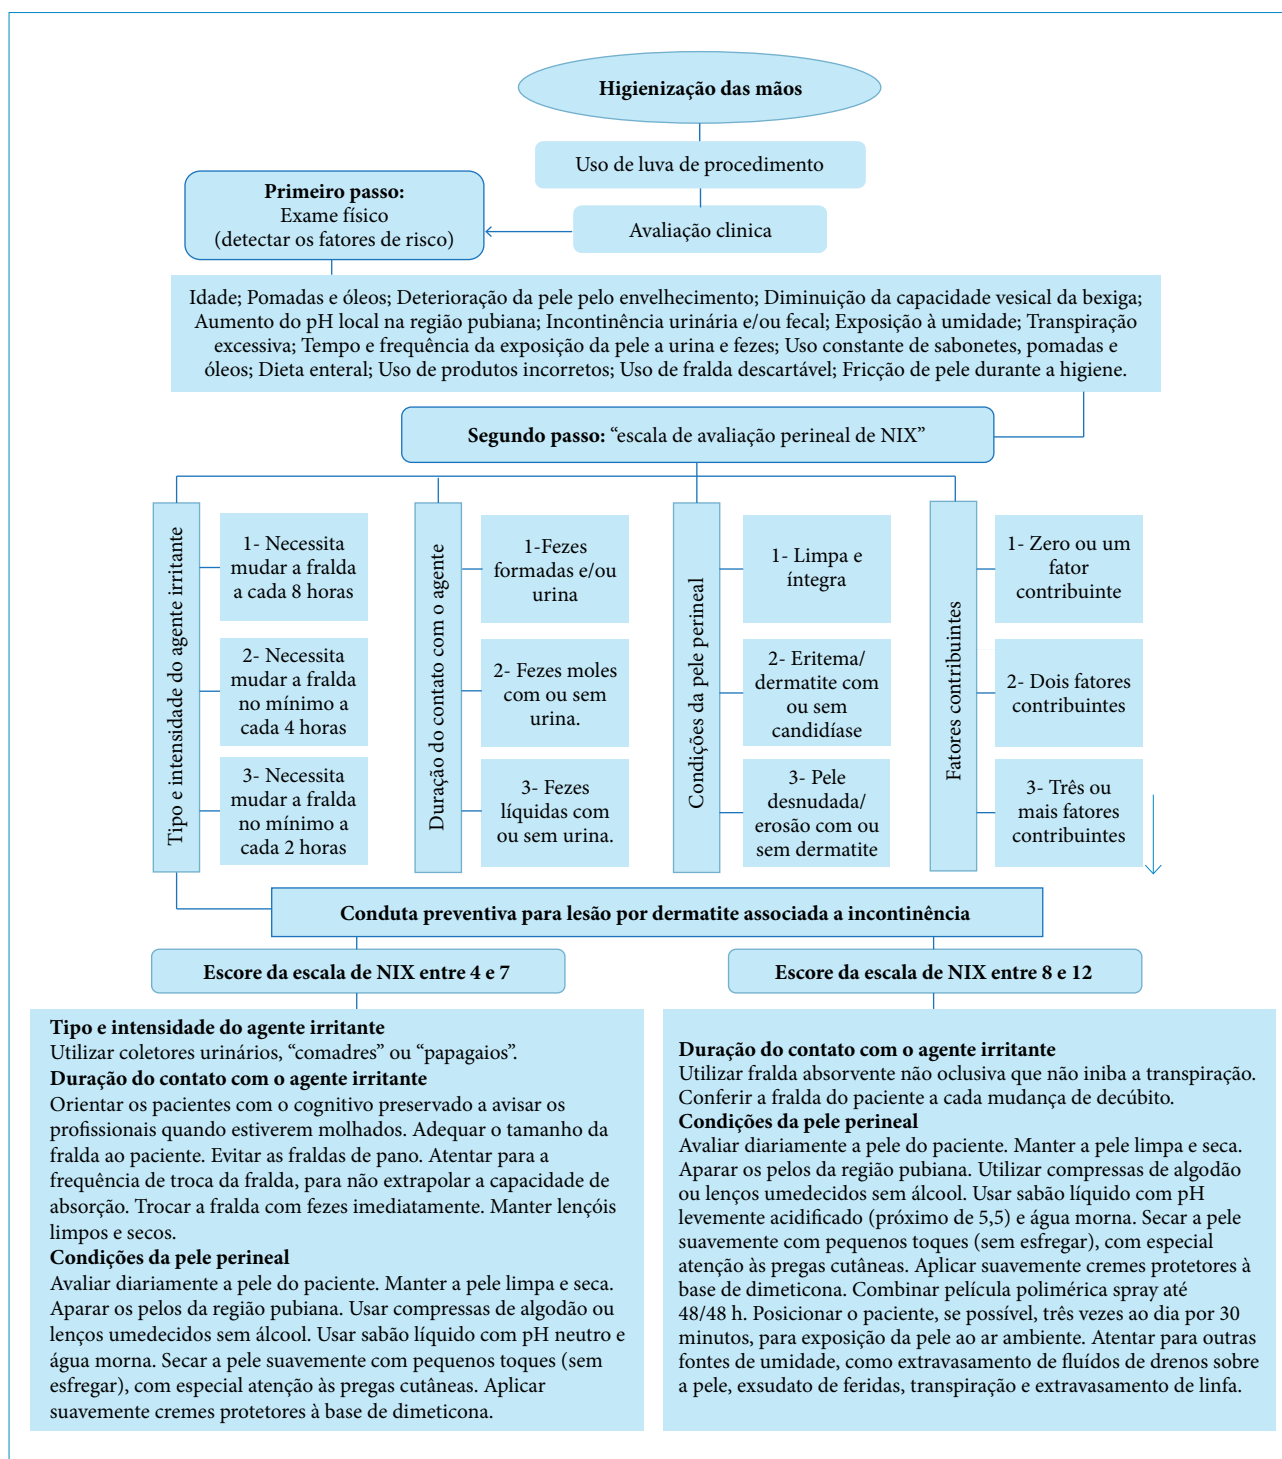 Higienização das mãos
Uso de luva de procedimento
Primeiro passo:
Exame físico
(detectar os fatores de risco)
Avaliação clinica
Idade; Pomadas e óleos; Deterioração da pele pelo envelhecimento; Diminuição da capacidade vesical da bexiga;
Aumento do pH local na região pubiana; Incontinência urinária e/ou fecal; Exposição à umidade; Transpiração
excessiva; Tempo e frequência da exposição da pele a urina e fezes; Uso constante de sabonetes, pomadas e
óleos; Dieta enteral; Uso de produtos incorretos; Uso de fralda descartável; Fricção de pele durante a higiene.
Segundo passo: “escala de avaliação perineal de NIX”
Tipo e intensidade do agente irritante
1- Necessita
mudar a fralda
a cada 8 horas
2- Necessita
mudar a fralda
no mínimo a
cada 4 horas
3- Necessita
mudar a fralda
no mínimo a
cada 2 horas
Duração do contato com o agente
1-Fezes
formadas e/ou
urina
2- Fezes moles
com ou sem
urina.
3- Fezes
líquidas com
ou sem urina.
Condições da pele perineal
1- Limpa e
íntegra
2- Eritema/
dermatite com
ou sem
candidíase
3- Pele
desnudada/
erosão com ou
sem dermatite
Fatores contribuintes
1- Zero ou um
fator
contribuinte
2- Dois fatores
contribuintes
3- Três ou
mais fatores
contribuintes
Conduta preventiva para lesão por dermatite associada a incontinência
Escore da escala de NIX entre 4 e 7
Tipo e intensidade do agente irritante
Utilizar coletores urinários, “comadres” ou “papagaios”.
Duração do contato com o agente irritante
Orientar os pacientes com o cognitivo preservado a avisar os
profissionais quando estiverem molhados. Adequar o tamanho da
fralda ao paciente. Evitar as fraldas de pano. Atentar para a
frequência de troca da fralda, para não extrapolar a capacidade de
absorção. Trocar a fralda com fezes imediatamente. Manter lençóis
limpos e secos.
Condições da pele perineal
Avaliar diariamente a pele do paciente. Manter a pele limpa e seca.
Aparar os pelos da região pubiana. Usar compressas de algodão ou
lenços umedecidos sem álcool. Usar sabão líquido com pH neutro e
água morna. Secar a pele suavemente com pequenos toques (sem
esfregar), com especial atenção às pregas cutâneas. Aplicar
suavemente cremes protetores à base de dimeticona.
Escore da escala de NIX entre 8 e 12
Duração do contato com o agente irritante
Utilizar fralda absorvente não oclusiva que não iniba a transpiração.
Conferir a fralda do paciente a cada mudança de decúbito.
Condições da pele perineal
Avaliar diariamente a pele do paciente. Manter a pele limpa e seca.
Aparar os pelos da região pubiana. Utilizar compressas de algodão
ou lenços umedecidos sem álcool. Usar sabão líquido com pH
levemente acidificado (próximo de 5,5) e água morna. Secar a pele
suavemente com pequenos toques (sem esfregar), com especial
atenção às pregas cutâneas. Aplicar suavemente cremes protetores à
base de dimeticona. Combinar película polimérica spray até
48/48 h. Posicionar o paciente, se possível, três vezes ao dia por 30
minutos, para exposição da pele ao ar ambiente. Atentar para outras
fontes de umidade, como extravasamento de fluídos de drenos sobre
a pele, exsudato de feridas, transpiração e extravasamento de linfa.